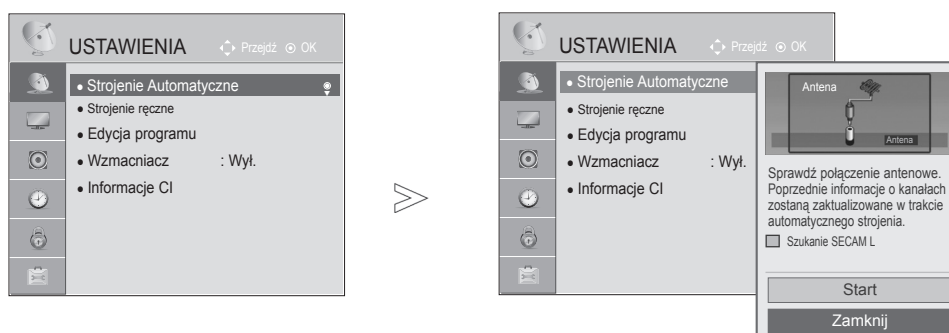 USTAWIENIA
Przejdź OK
• Strojenie Automatyczne
• Strojenie ręczne
• Edycja programu
• Wzmacniacz : Wył.
• Informacje CI
USTAWIENIA
Przejdź OK
• Strojenie Automatyczne
• Strojenie ręczne
• Edycja programu
• Wzmacniacz : Wył.
• Informacje CI
Antena
Antena
Sprawdź połączenie antenowe.
Poprzednie informacje o kanałach
zostaną zaktualizowane w trakcie
automatycznego strojenia.
Szukanie SECAM L
Start
Zamknij